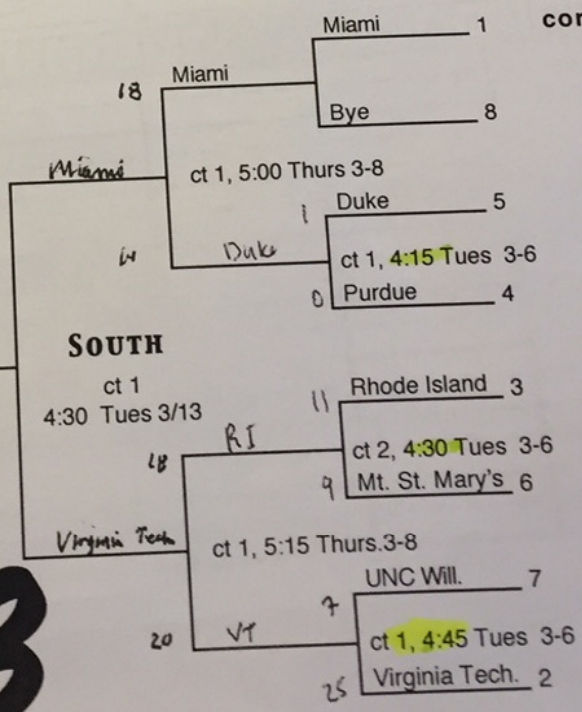 Miami 1
cor
18 Miami
Bye 8
Miami
ct 1, 5:00 Thurs 3-8
1 Duke 5
Duke
ct 1, 4:15 Tues 3-6
0 Purdue 4
SOUTH
ct 1
4:30 Tues 3/13
11 Rhode Island 3
RI
18
ct 2, 4:30 Tues 3-6
9 Mt. St. Mary's 6
Virginia Tech
ct 1, 5:15 Thurs.3-8
UNC Will. 7
7
20 VT
ct 1, 4:45 Tues 3-6
25 Virginia Tech. 2